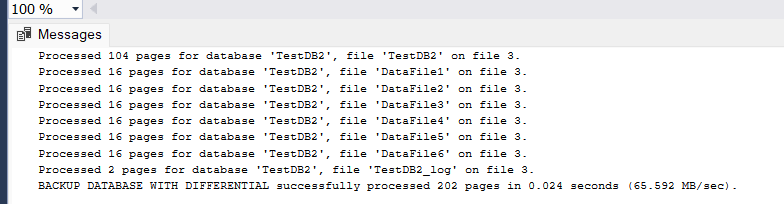 100 %
Messages
Processed 104 pages for database 'TestDB2', file 'TestDB2' on file 3.
Processed 16 pages for database 'TestDB2', file 'DataFile1' on file 3.
Processed 16 pages for database 'TestDB2', file 'DataFile2' on file 3.
Processed 16 pages for database 'TestDB2', file 'DataFile3' on file 3.
Processed 16 pages for database 'TestDB2', file 'DataFile4' on file 3.
Processed 16 pages for database 'TestDB2', file 'DataFile5' on file 3.
Processed 16 pages for database 'TestDB2', file 'DataFile6' on file 3.
Processed 2 pages for database 'TestDB2', file 'TestDB2_log' on file 3.
BACKUP DATABASE WITH DIFFERENTIAL successfully processed 202 pages in 0.024 seconds (65.592 MB/sec).